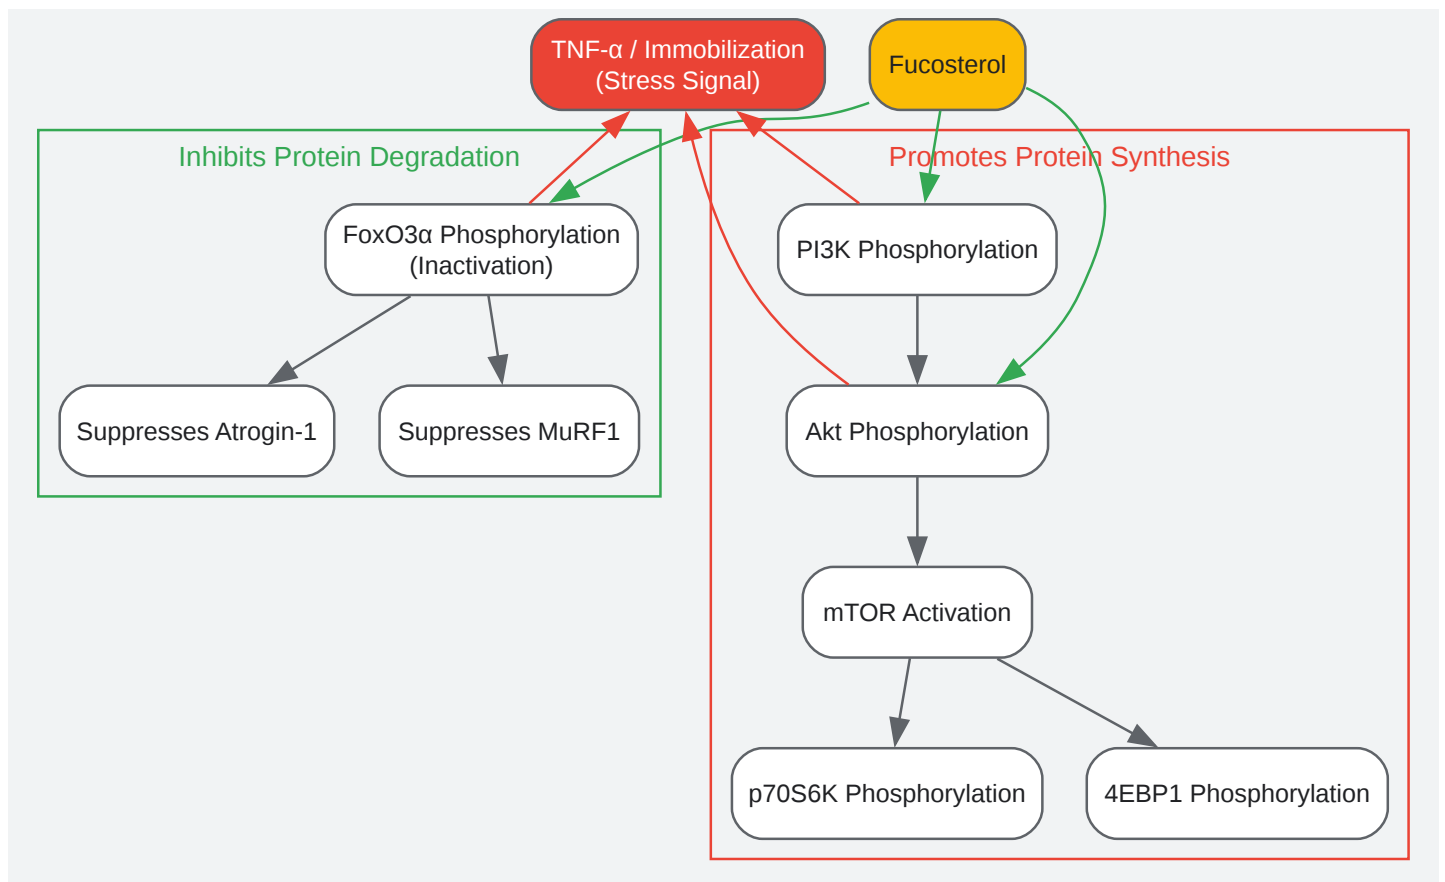 TNF-α / Immobilization
(Stress Signal)
Fucosterol
Inhibits Protein Degradation
Promotes Protein Synthesis
FoxO3α Phosphorylation
(Inactivation)
PI3K Phosphorylation
Suppresses Atrogin-1
Suppresses MuRF1
Akt Phosphorylation
mTOR Activation
p70S6K Phosphorylation
4EBP1 Phosphorylation